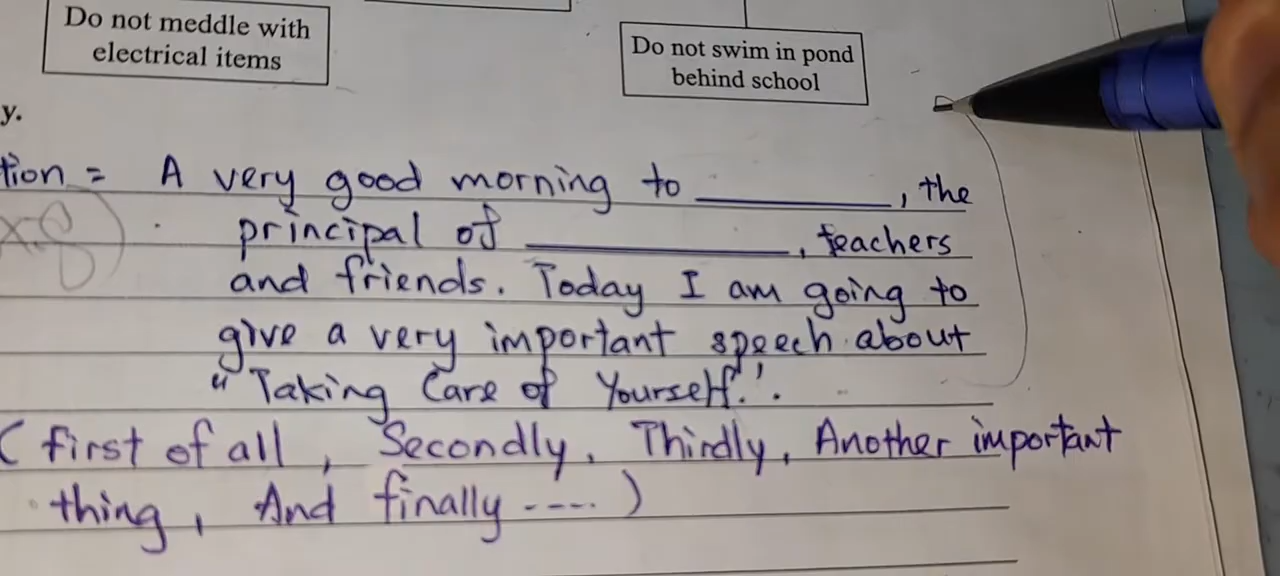 Do not meddle with
electrical items
Do not swim in pond
behind school
y.
tion = A very good morning to ________, the
principal of ________, teachers
and friends. Today I am going to
give a very important speech about
"Taking Care of Yourself.".
(first of all, Secondly, Thirdly, Another important
thing, And finally ----)